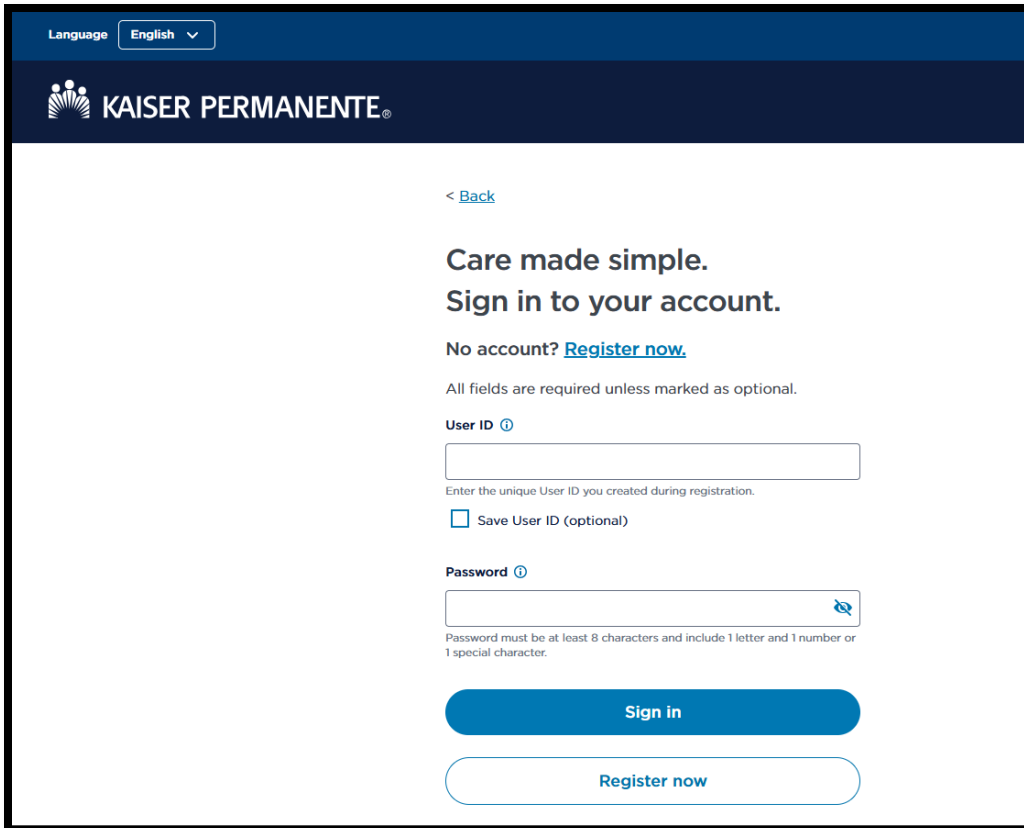 Language English
KAISER PERMANENTE®
< Back
Care made simple.
Sign in to your account.
No account? Register now.
All fields are required unless marked as optional.
User ID
Enter the unique User ID you created during registration.
Save User ID (optional)
Password
Password must be at least 8 characters and include 1 letter and 1 number or
1 special character.
Sign in
Register now